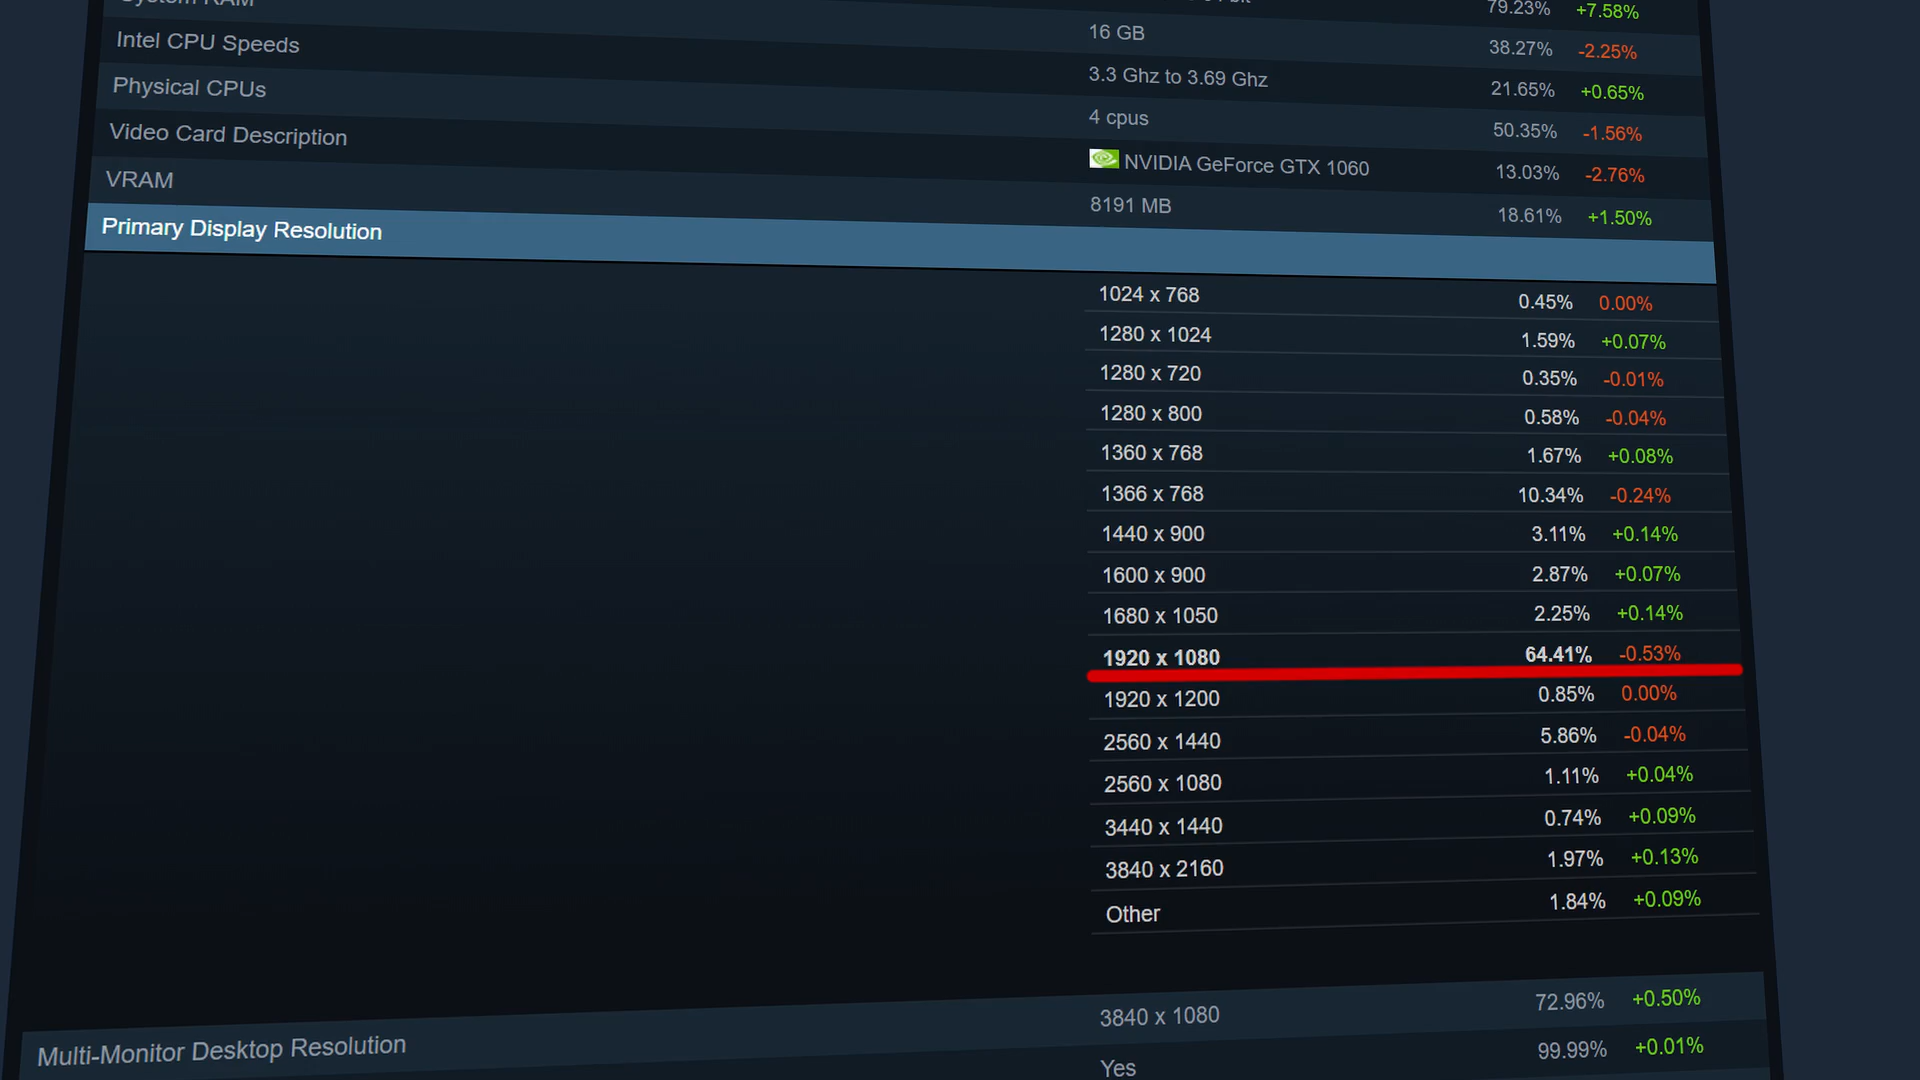 79.23% +7.58%
System RAM 16 GB 38.27% -2.25%
Intel CPU Speeds 3.3 Ghz to 3.69 Ghz 21.65% +0.65%
Physical CPUs 4 cpus 50.35% -1.56%
Video Card Description NVIDIA GeForce GTX 1060 13.03% -2.76%
VRAM 8191 MB 18.61% +1.50%
Primary Display Resolution
1024 x 768 0.45% 0.00%
1280 x 1024 1.59% +0.07%
1280 x 720 0.35% -0.01%
1280 x 800 0.58% -0.04%
1360 x 768 1.67% +0.08%
1366 x 768 10.34% -0.24%
1440 x 900 3.11% +0.14%
1600 x 900 2.87% +0.07%
1680 x 1050 2.25% +0.14%
1920 x 1080 64.41% -0.53%
1920 x 1200 0.85% 0.00%
2560 x 1440 5.86% -0.04%
2560 x 1080 1.11% +0.04%
3440 x 1440 0.74% +0.09%
3840 x 2160 1.97% +0.13%
Other 1.84% +0.09%
Multi-Monitor Desktop Resolution 3840 x 1080 72.96% +0.50%
Yes 99.99% +0.01%